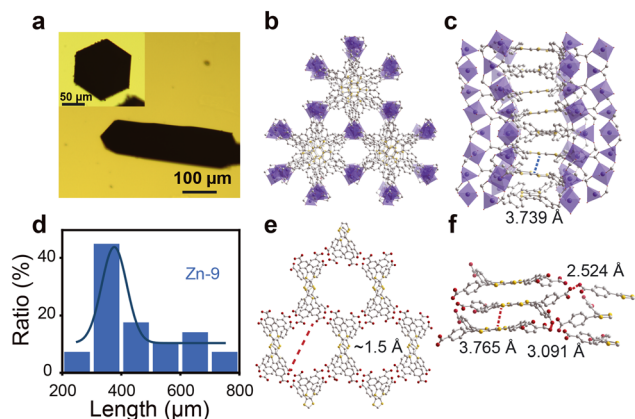 a
50 μm
100 μm
b
c
3.739 Å
d
Zn-9
Ratio (%)
40
20
0
200 400 600 800
Length (μm)
e
~1.5 Å
f
2.524 Å
3.765 Å
3.091 Å